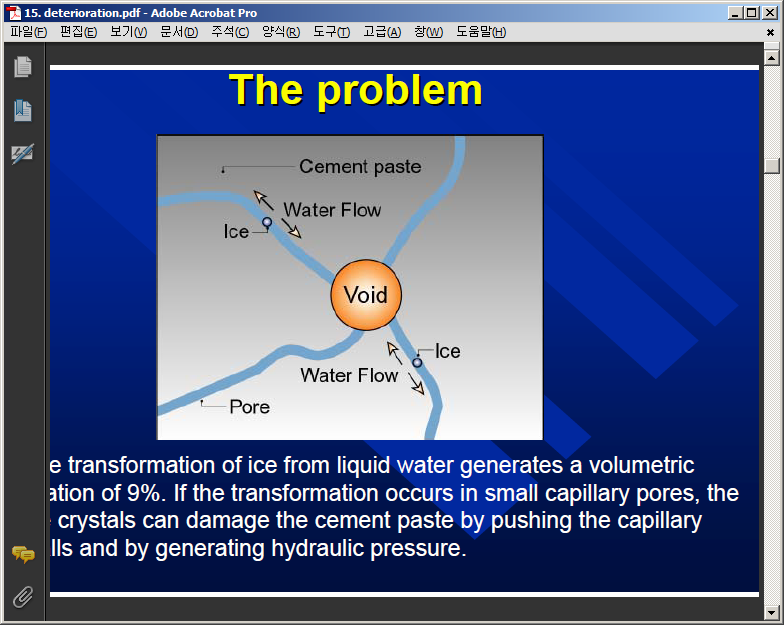 15. deterioration.pdf - Adobe Acrobat Pro
파일(F) 편집(E) 보기(V) 문서(D) 주석(C) 양식(R) 도구(T) 고급(A) 창(W) 도움말(H)
The problem
Cement paste
Water Flow
Ice
Void
Ice
Water Flow
Pore
e transformation of ice from liquid water generates a volumetric
ation of 9%. If the transformation occurs in small capillary pores, the
crystals can damage the cement paste by pushing the capillary
lls and by generating hydraulic pressure.